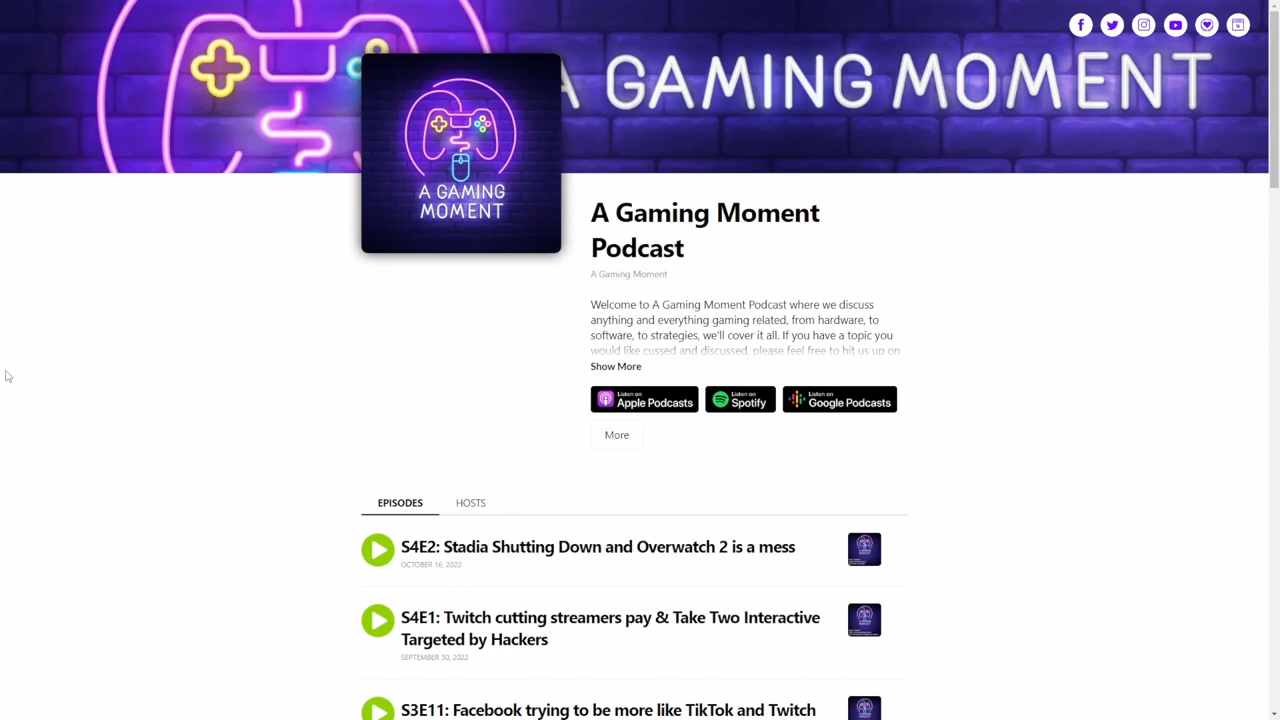 A GAMING MOMENT
A GAMING
MOMENT
A Gaming Moment
Podcast
A Gaming Moment
Welcome to A Gaming Moment Podcast where we discuss
anything and everything gaming related, from hardware, to
software, to strategies, we'll cover it all. If you have a topic you
would like cussed and discussed, please feel free to hit us up on
Show More
Listen on
Apple Podcasts
Listen on
Spotify
Listen on
Google Podcasts
More
EPISODES HOSTS
S4E2: Stadia Shutting Down and Overwatch 2 is a mess
OCTOBER 16, 2022
S4E1: Twitch cutting streamers pay & Take Two Interactive
Targeted by Hackers
SEPTEMBER 30, 2022
S3E11: Facebook trying to be more like TikTok and Twitch